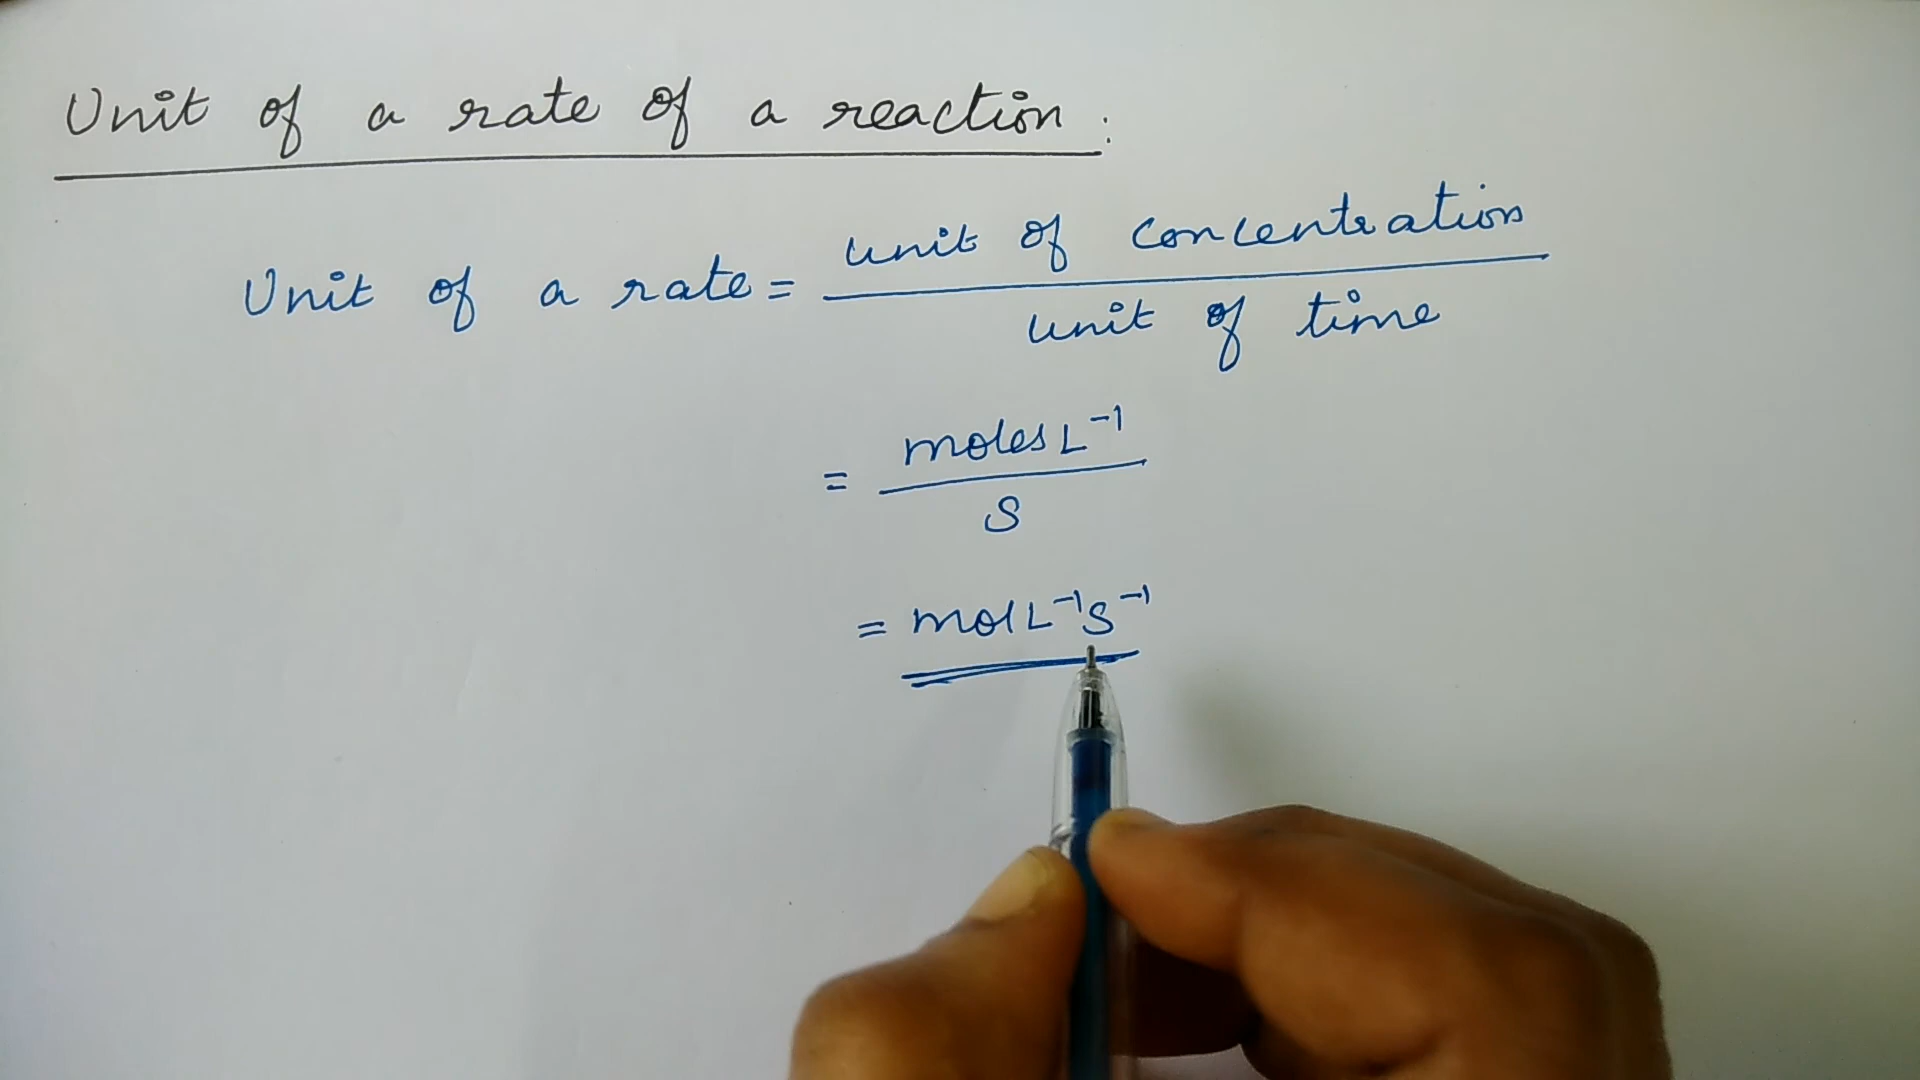 Unit of a rate of a reaction :
Unit of a rate = unit of concentration
unit of time
= moles L⁻¹
S
= mol L⁻¹ S⁻¹